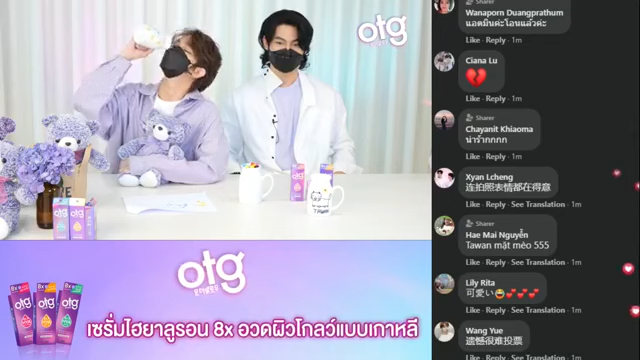 otg
otg
otg
เซรั่มไฮยาลูรอน 8x อวดผิวโกลว์แบบเกาหลี
Sharer
Wanaporn Duangprathum
แอดมินค่ะโอนแล้วค่ะ
Like · Reply · 1m
Ciana Lu
Like · Reply · 1m
Sharer
Chayanit Khiaoma
น่าร้ากกกก
Like · Reply · 1m
Xyan Lcheng
连拍照表情都在得意
Like · Reply · See Translation · 1m
Sharer
Hae Mai Nguyễn
Tawan mặt mèo 555
Like · Reply · See Translation · 1m
Lily Rita
可愛い😂💕💕💕
Like · Reply · See Translation · 1m
Wang Yue
遗憾很难投票
Like · Reply · See Translation · 1m